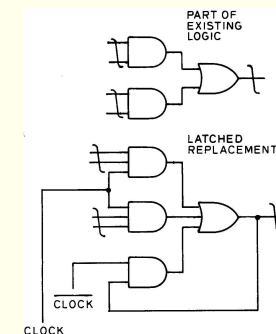 PART OF
EXISTING
LOGIC
LATCHED
REPLACEMENT
CLOCK
CLOCK